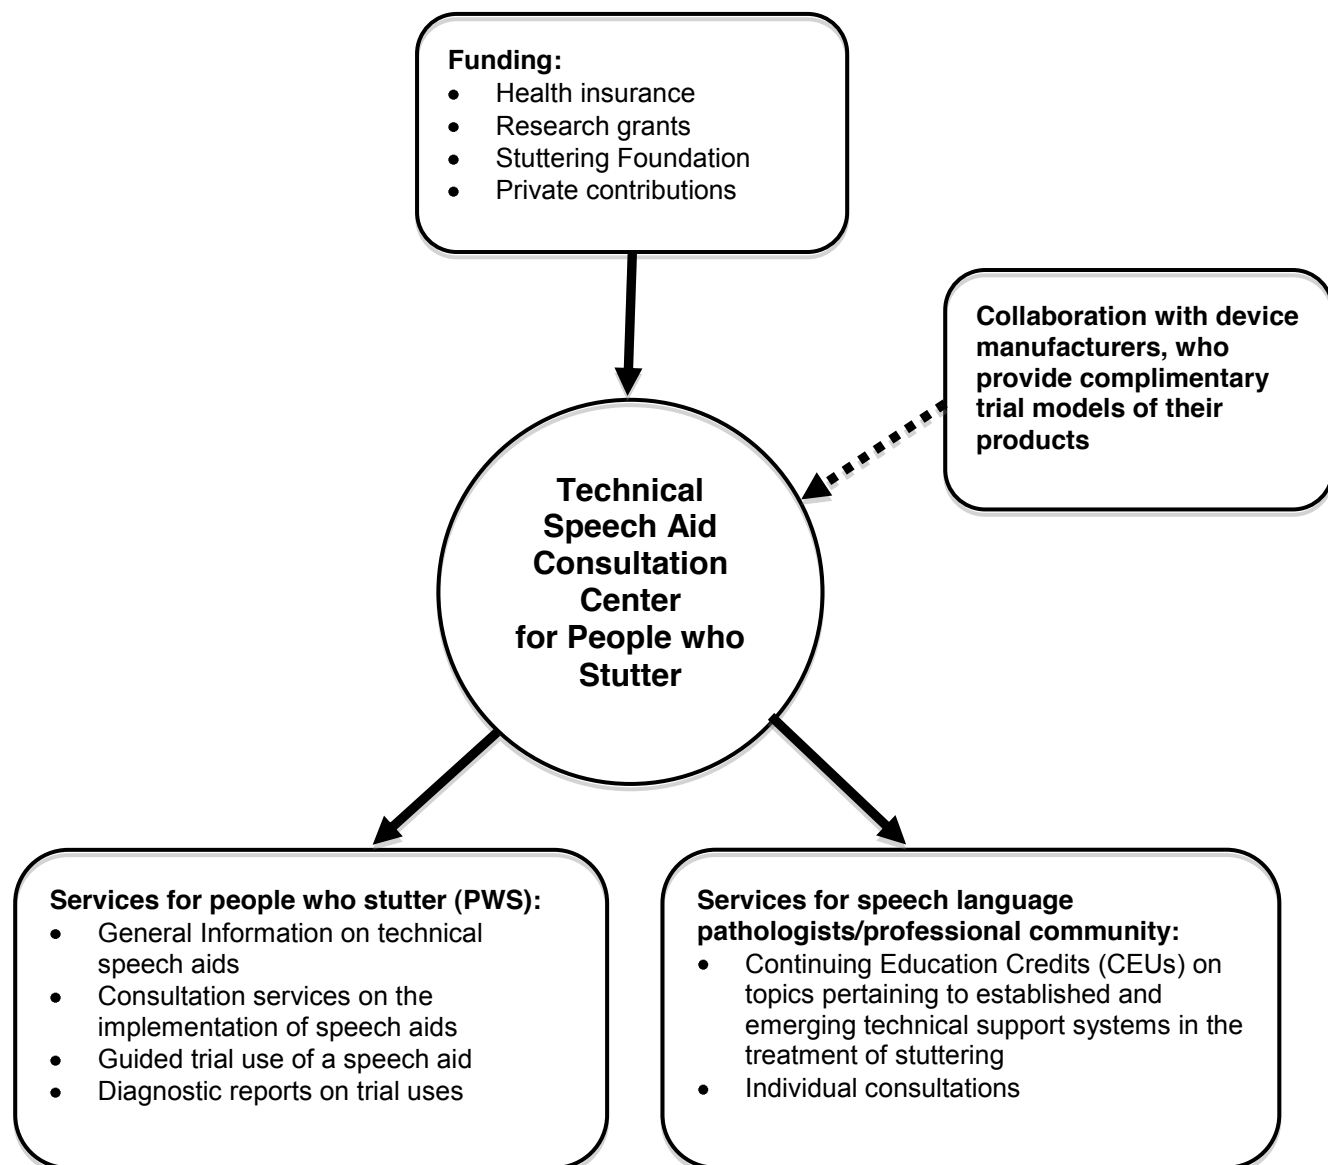 Funding:
• Health insurance
• Research grants
• Stuttering Foundation
• Private contributions
Collaboration with device
manufacturers, who
provide complimentary
trial models of their
products
Technical
Speech Aid
Consultation
Center
for People who
Stutter
Services for people who stutter (PWS):
• General Information on technical
speech aids
• Consultation services on the
implementation of speech aids
• Guided trial use of a speech aid
• Diagnostic reports on trial uses
Services for speech language
pathologists/professional community:
• Continuing Education Credits (CEUs) on
topics pertaining to established and
emerging technical support systems in the
treatment of stuttering
• Individual consultations